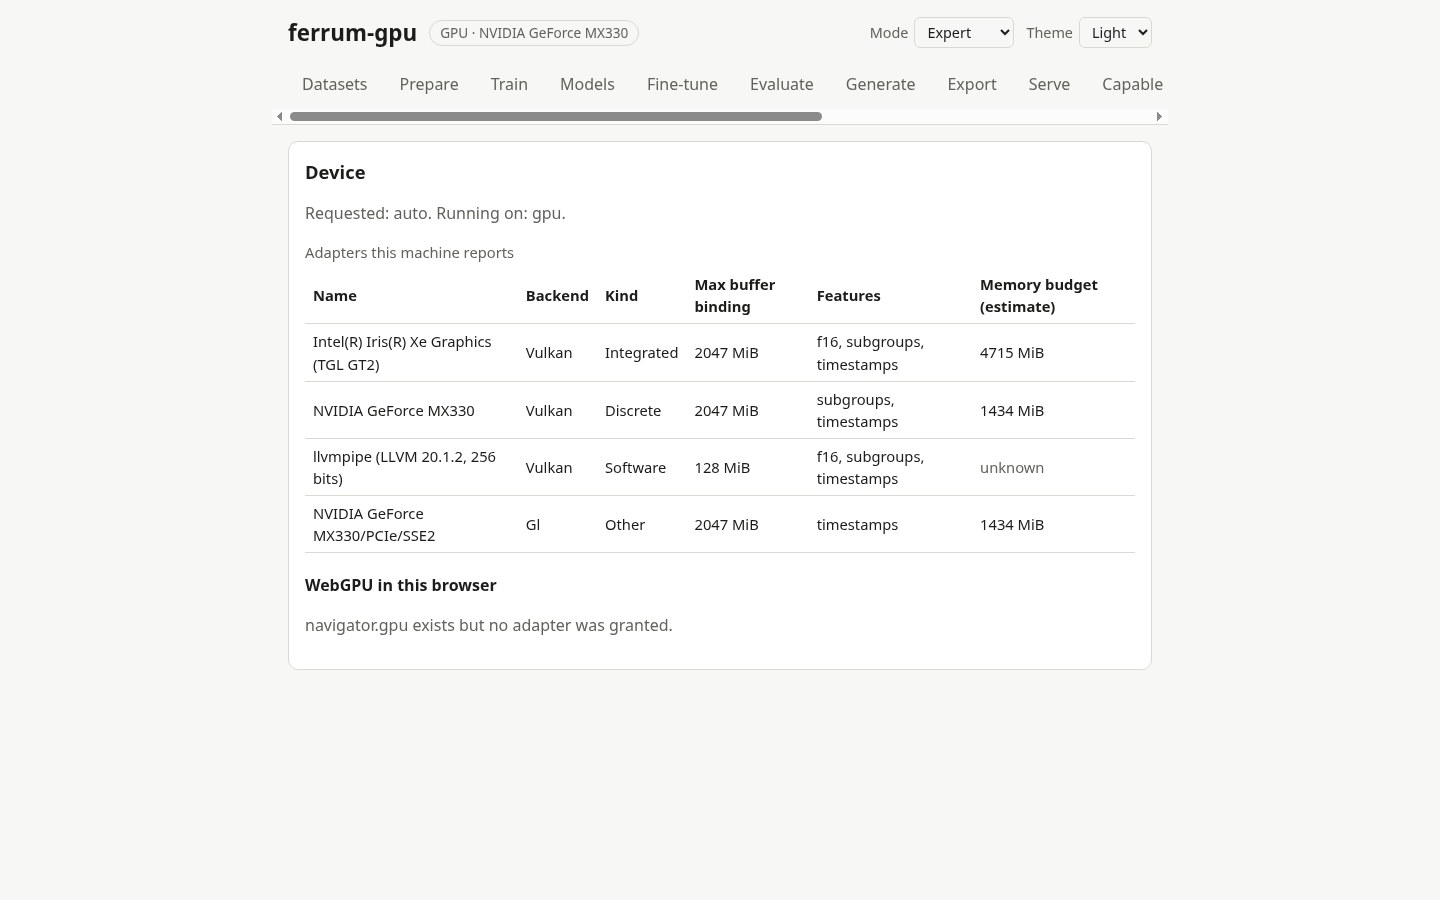 ferrum-gpu
GPU · NVIDIA GeForce MX330
Mode Expert Theme Light
Datasets Prepare Train Models Fine-tune Evaluate Generate Export Serve Capable
Device
Requested: auto. Running on: gpu.
Adapters this machine reports
Name Backend Kind Max buffer binding Features Memory budget (estimate)
Intel(R) Iris(R) Xe Graphics (TGL GT2) Vulkan Integrated 2047 MiB f16, subgroups, timestamps 4715 MiB
NVIDIA GeForce MX330 Vulkan Discrete 2047 MiB subgroups, timestamps 1434 MiB
llvmpipe (LLVM 20.1.2, 256 bits) Vulkan Software 128 MiB f16, subgroups, timestamps unknown
NVIDIA GeForce MX330/PCIe/SSE2 Gl Other 2047 MiB timestamps 1434 MiB
WebGPU in this browser
navigator.gpu exists but no adapter was granted.